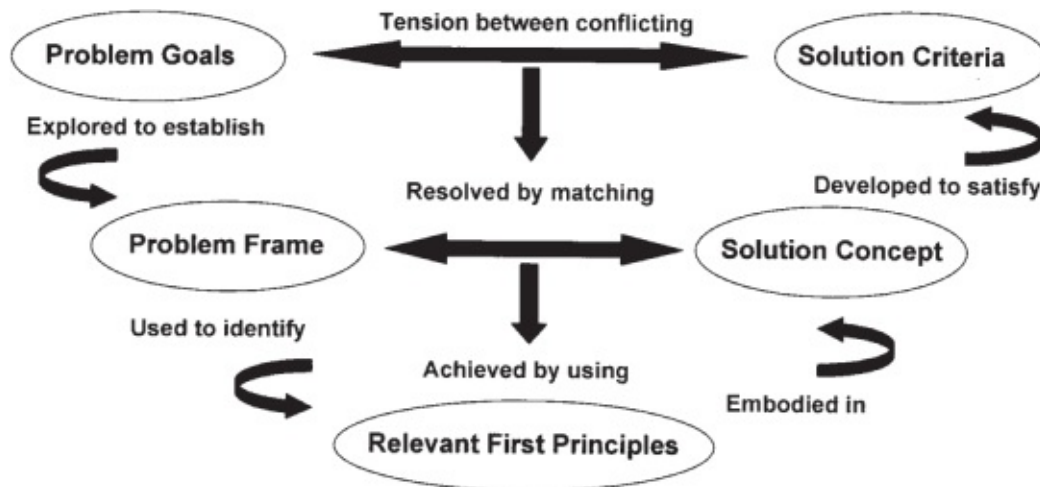 Tension between conflicting
Problem Goals
Solution Criteria
Explored to establish
Resolved by matching
Developed to satisfy
Problem Frame
Solution Concept
Used to identify
Achieved by using
Embodied in
Relevant First Principles